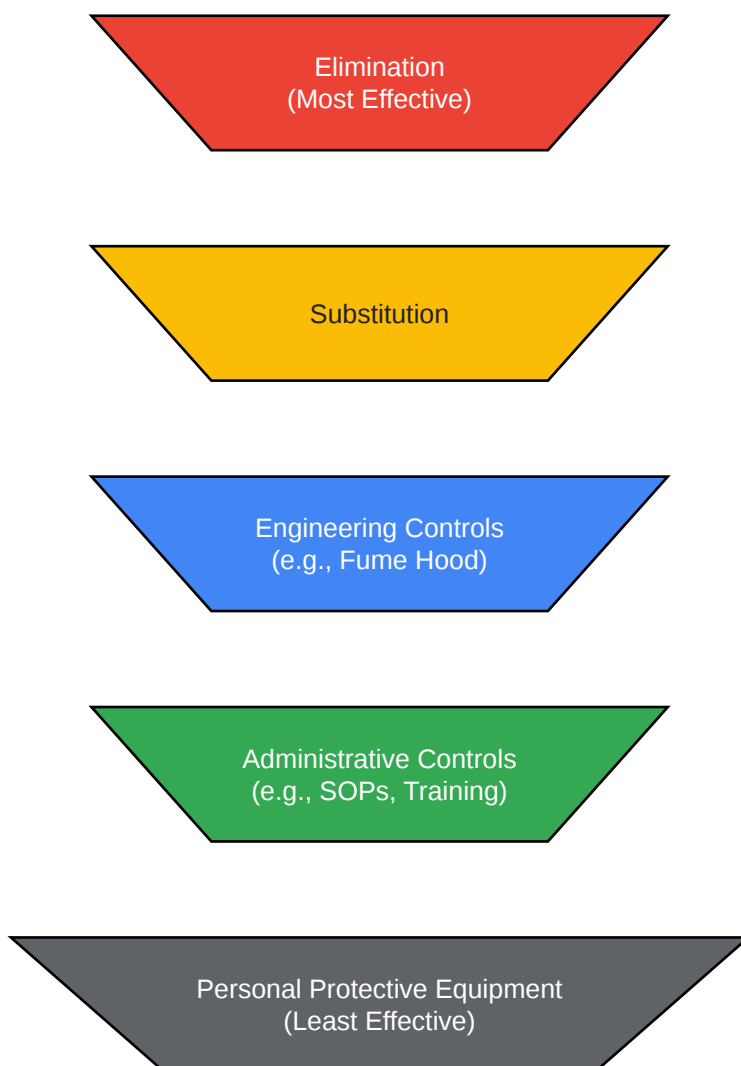 Elimination
(Most Effective)
Substitution
Engineering Controls
(e.g., Fume Hood)
Administrative Controls
(e.g., SOPs, Training)
Personal Protective Equipment
(Least Effective)